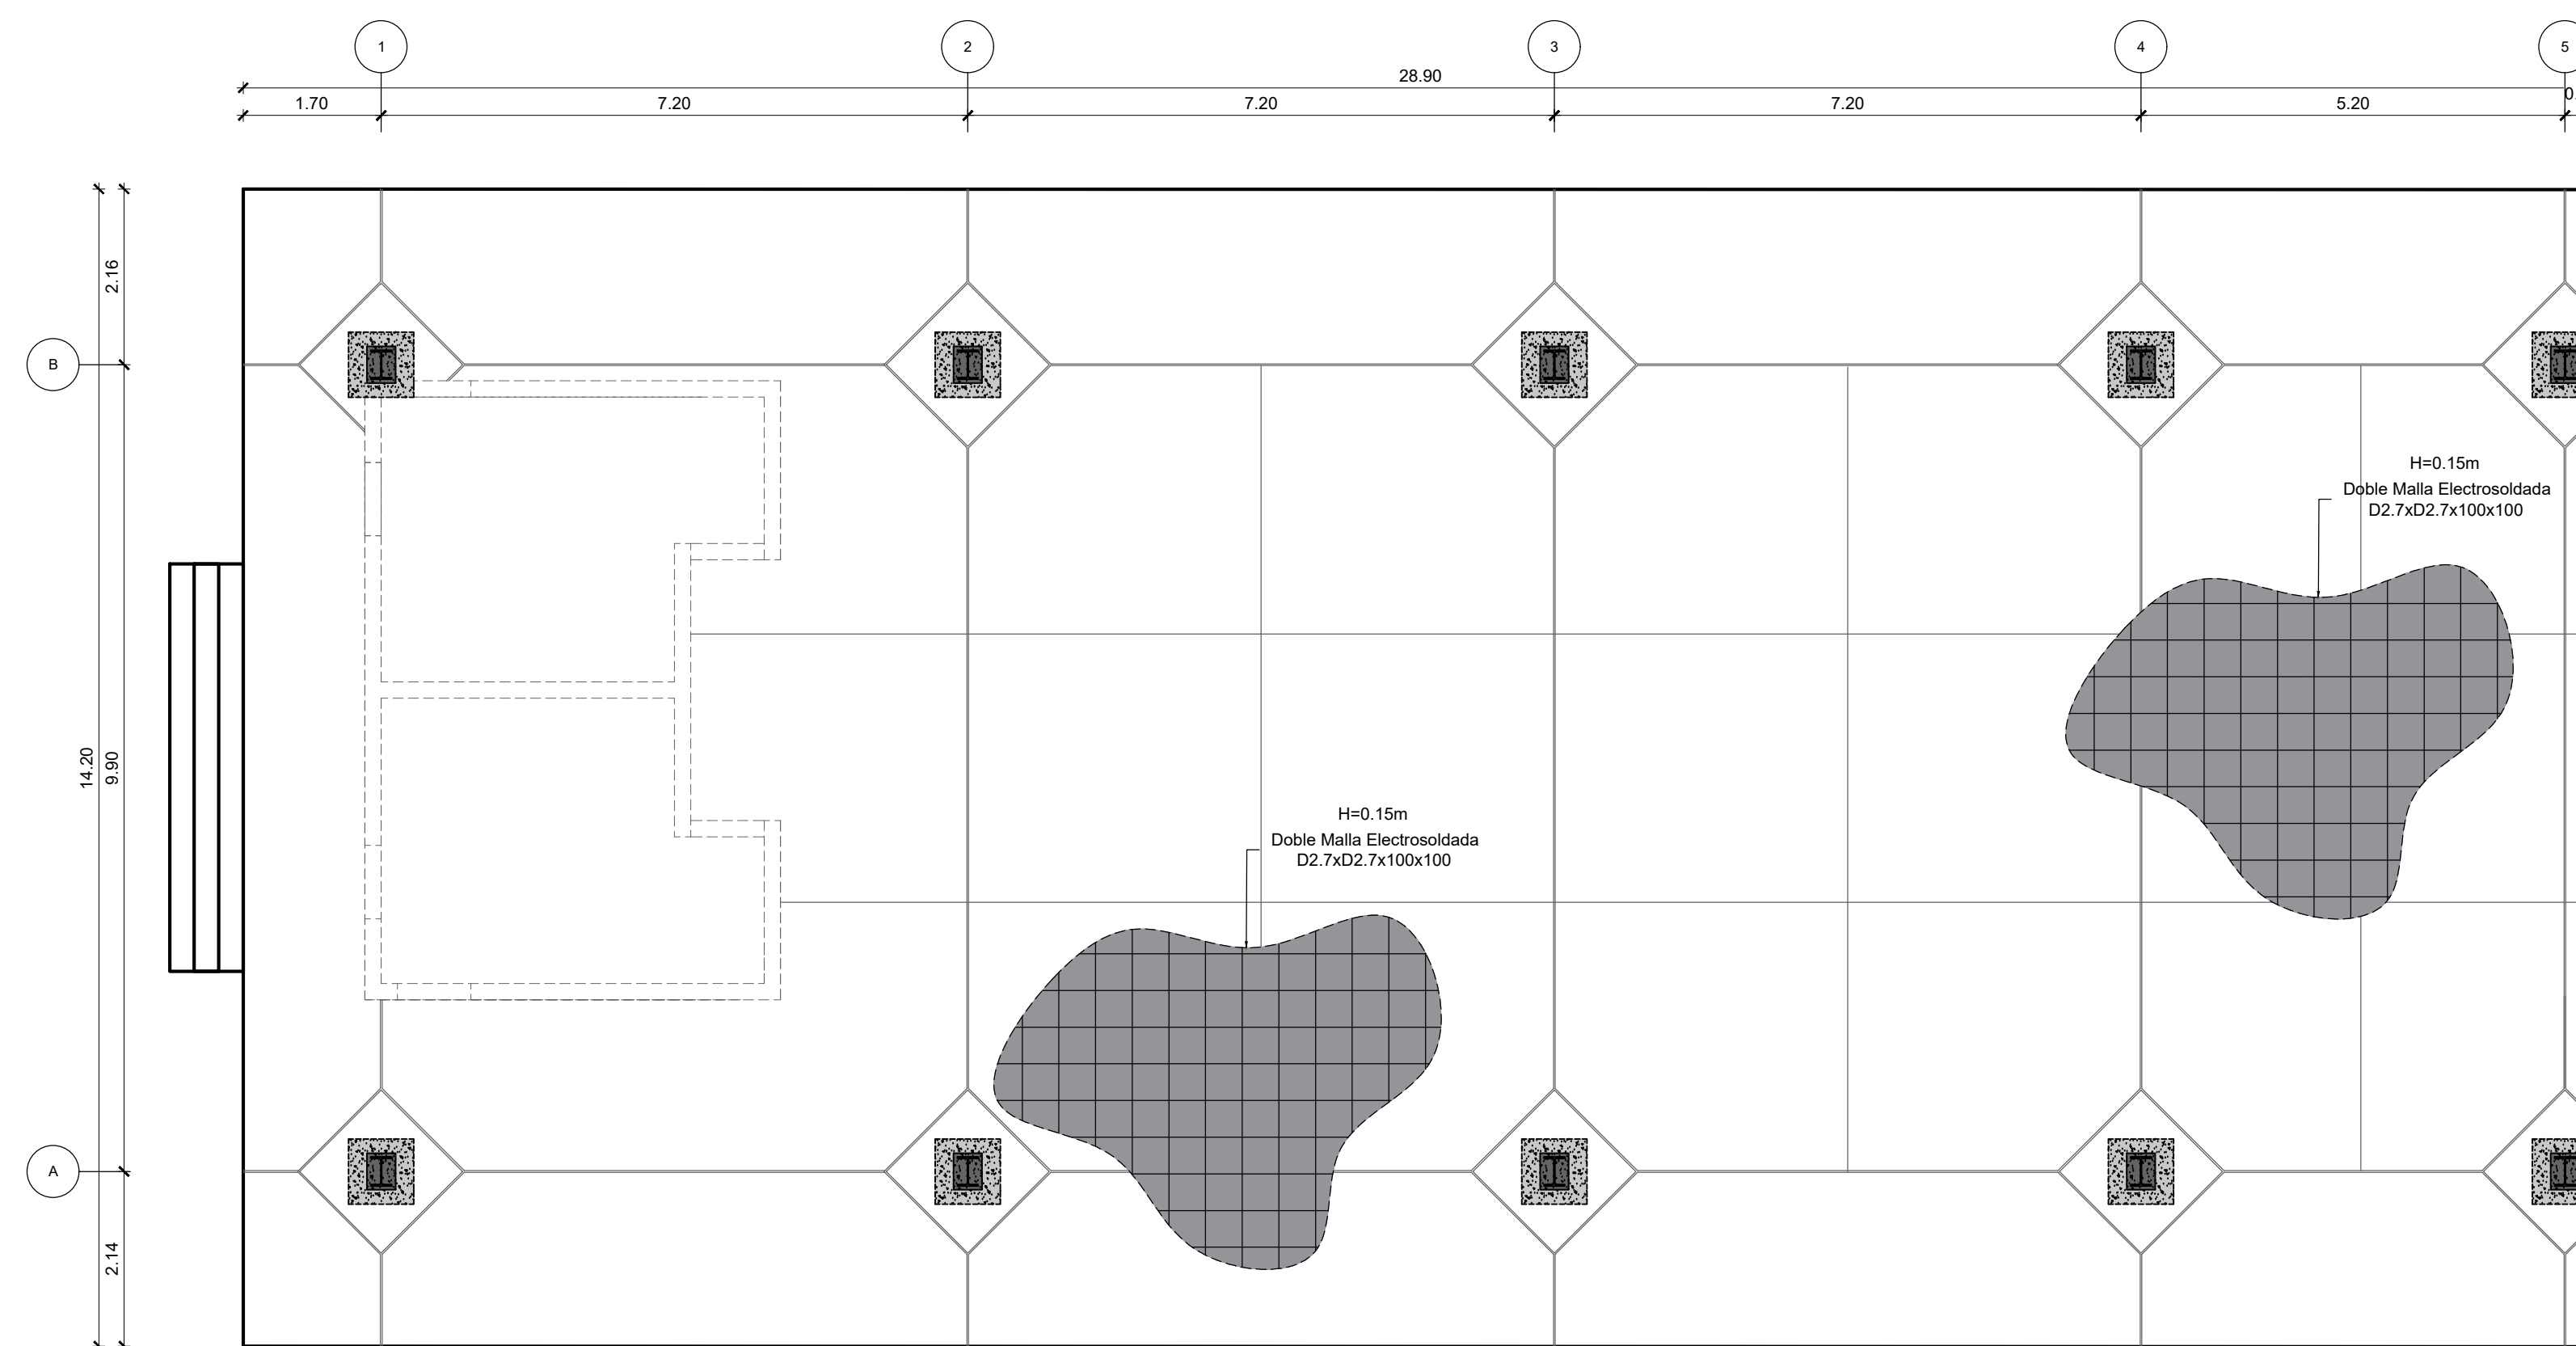 1
2
3
4
5
28.90
1.70
7.20
7.20
7.20
5.20
2.16
B
H=0.15m
Doble Malla Electrosoldada
D2.7xD2.7x100x100
14.20
9.90
H=0.15m
Doble Malla Electrosoldada
D2.7xD2.7x100x100
A
2.14